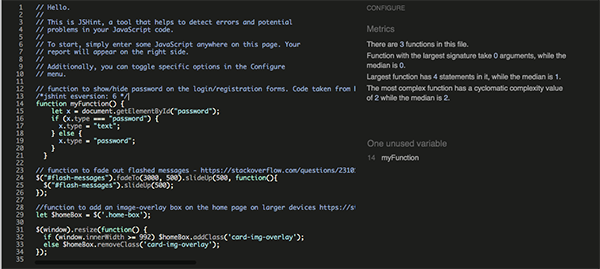 1 // Hello.
2 //
3 // This is JSHint, a tool that helps to detect errors and potential
4 // problems in your JavaScript code.
5 //
6 // To start, simply enter some JavaScript anywhere on this page. Your
7 // report will appear on the right side.
8 //
9 // Additionally, you can toggle specific options in the Configure
10 // menu.
11
12 // function to show/hide password on the login/registration forms. Code taken from
13 /*jshint esversion: 6 */
14 function myFunction() {
15 let x = document.getElementById("password");
16 if (x.type === "password") {
17 x.type = "text";
18 } else {
19 x.type = "password";
20 }
21 }
22
23 // function to fade out flashed messages - https://stackoverflow.com/questions/2310
24 $("#flash-messages").fadeTo(3000, 500).slideUp(500, function(){
25 $("#flash-messages").slideUp(500);
26 });
27
28 //function to add an image-overlay box on the home page on larger devices https://st
29 let $homeBox = $('.home-box');
30
31 $(window).resize(function() {
32 if (window.innerWidth >= 992) $homeBox.addClass('card-img-overlay');
33 else $homeBox.removeClass('card-img-overlay');
34 });
35
CONFIGURE
Metrics
There are 3 functions in this file.
Function with the largest signature take 0 arguments, while the
median is 0.
Largest function has 4 statements in it, while the median is 1.
The most complex function has a cyclomatic complexity value
of 2 while the median is 2.
One unused variable
14 myFunction